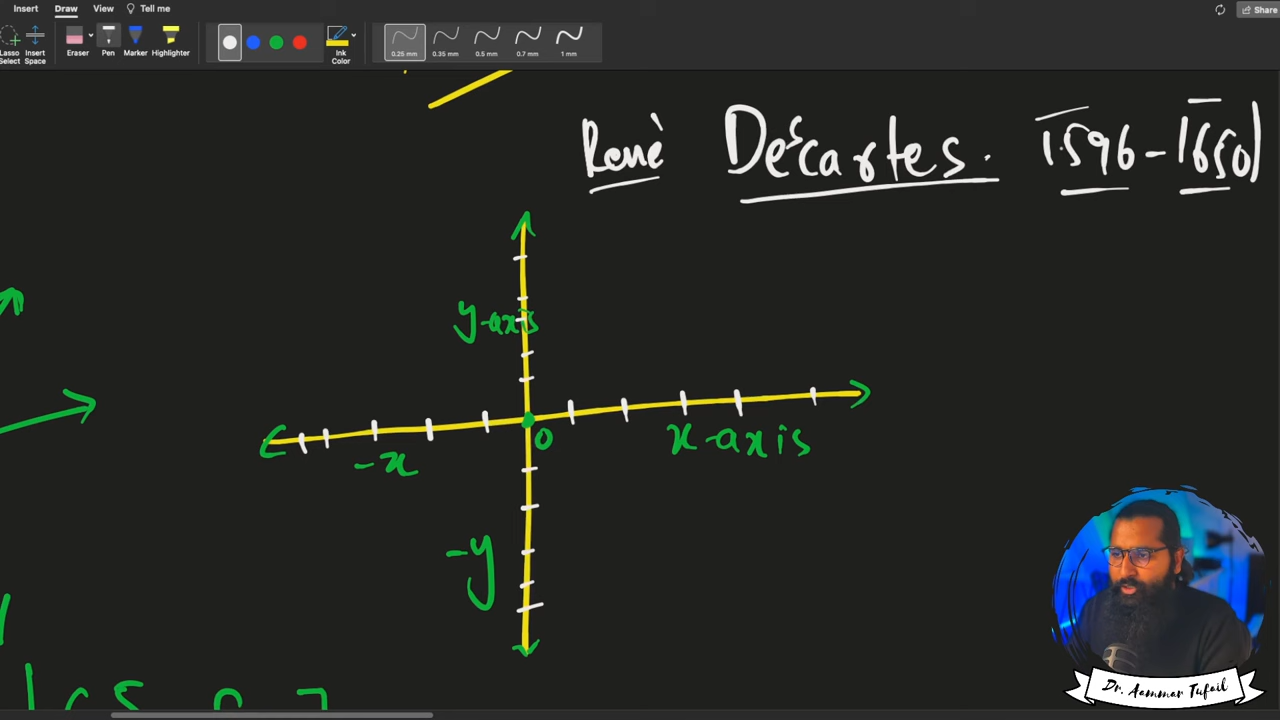 Insert Draw View Tell me
Share
Lasso Select
Insert Space
Eraser
Pen
Marker
Highlighter
Ink Color
0.25 mm
0.35 mm
0.5 mm
0.7 mm
1 mm
René Descartes. 1596-1650)
y-axis
0
x-axis
-x
-y
Dr. Aammar Tufail